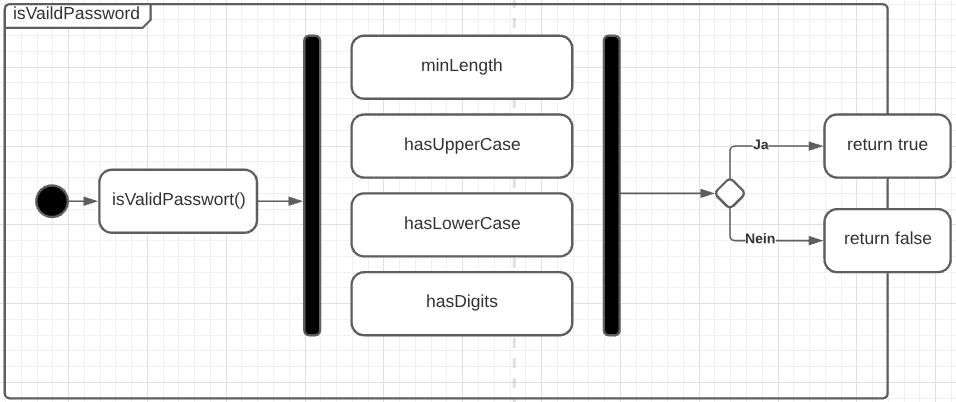 isVaildPassword
isValidPasswort()
minLength
hasUpperCase
hasLowerCase
hasDigits
Ja
return true
Nein
return false